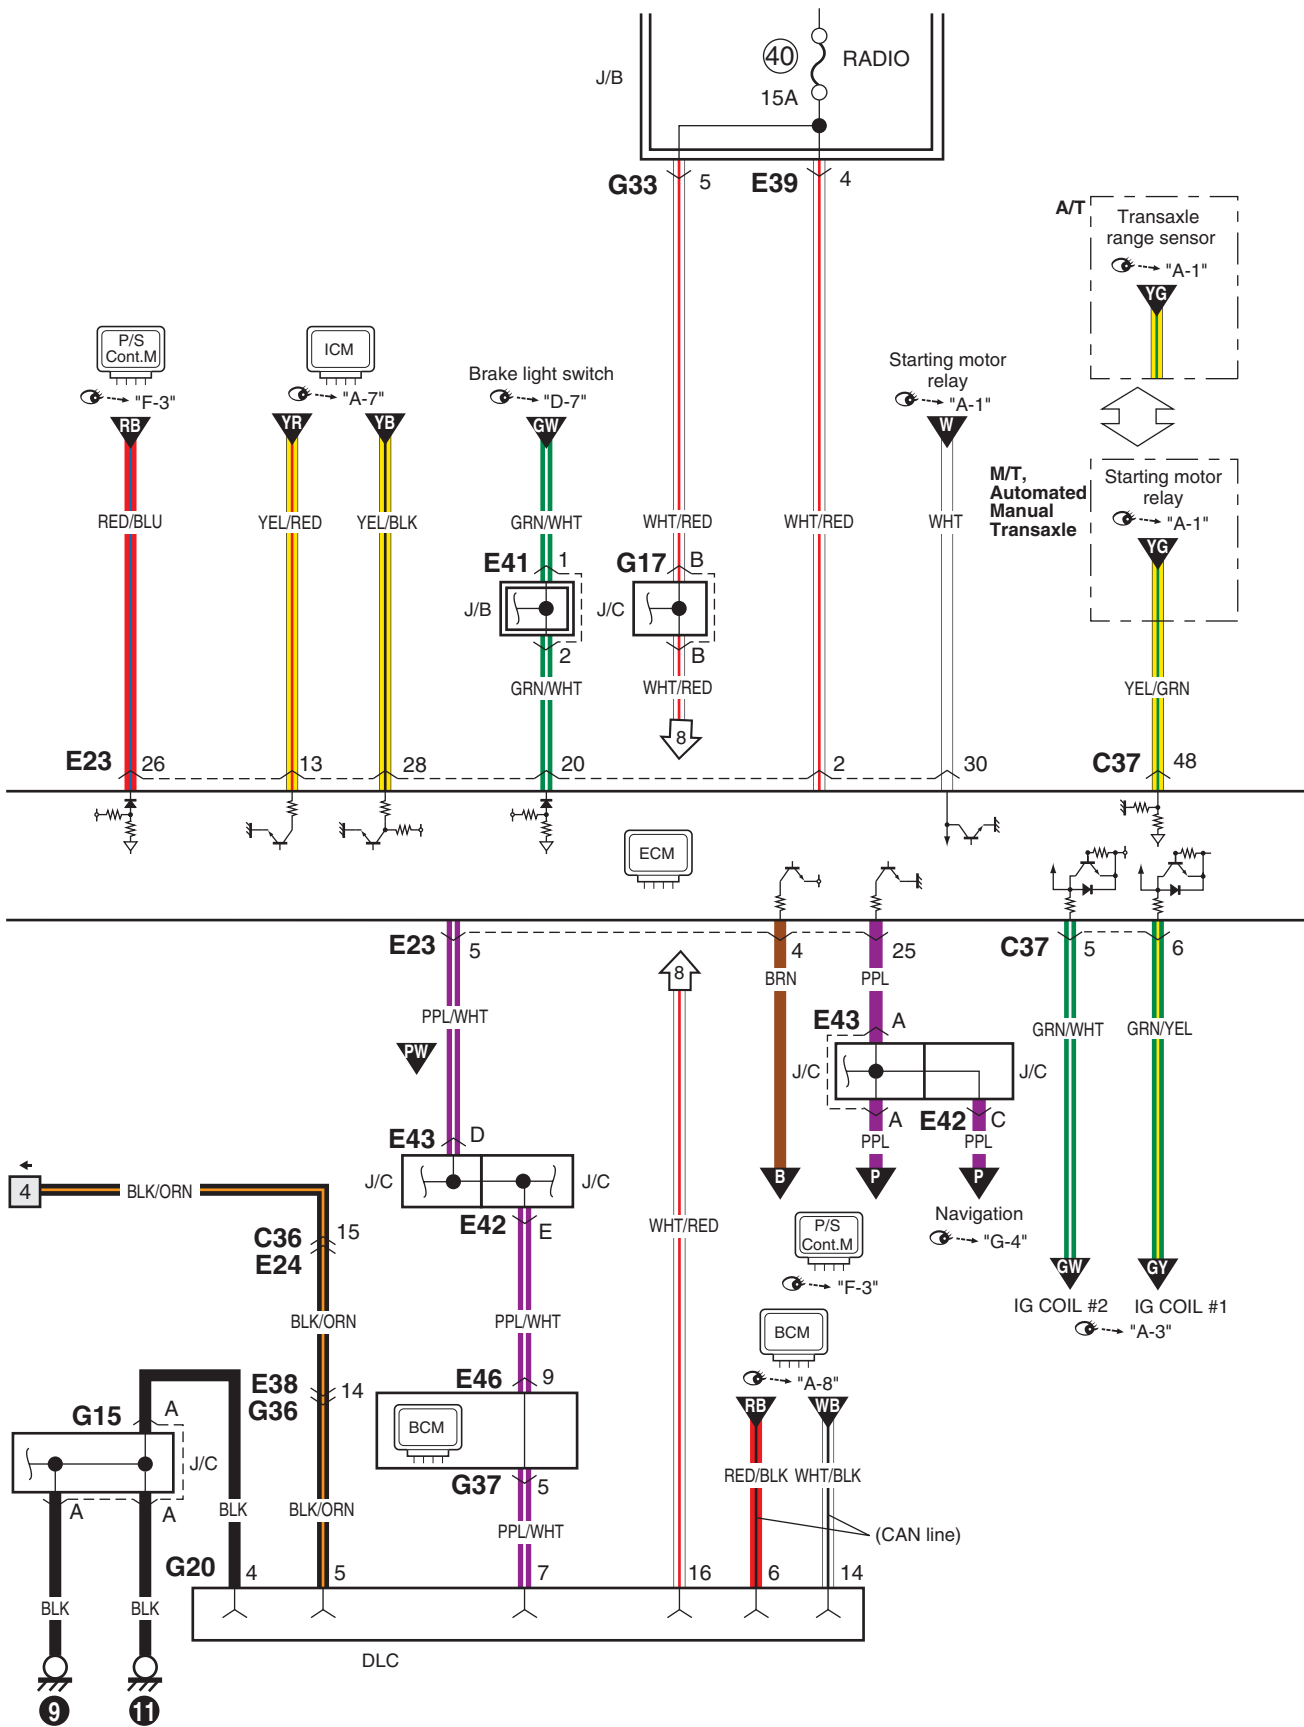 40
RADIO
J/B
15A
G33 5
E39 4
A/T
Transaxle
range sensor
"A-1"
YG
P/S
Cont.M
"F-3"
RB
ICM
"A-7"
YR
YB
Brake light switch
"D-7"
GW
Starting motor
relay
"A-1"
W
M/T,
Automated
Manual
Transaxle
Starting motor
relay
"A-1"
YG
RED/BLU
YEL/RED
YEL/BLK
GRN/WHT
WHT/RED
WHT/RED
WHT
E41 1
G17 B
J/B
J/C
2
B
GRN/WHT
WHT/RED
YEL/GRN
8
E23 26
13
28
20
2
30
C37 48
ECM
E23 5
4
25
C37 5
6
8
BRN
PPL
PPL/WHT
GRN/WHT
GRN/YEL
E43 A
PW
J/C
J/C
A
E42 C
PPL
PPL
E43 D
B
P
P
J/C
J/C
4
BLK/ORN
Navigation
"G-4"
P/S
Cont.M
"F-3"
WHT/RED
E42 E
C36 15
E24
GW
GY
IG COIL #2
IG COIL #1
"A-3"
BLK/ORN
PPL/WHT
BCM
"A-8"
E46 9
E38 14
G36
RB
WB
G15 A
BCM
J/C
A
A
G37 5
RED/BLK
WHT/BLK
BLK
BLK/ORN
PPL/WHT
(CAN line)
G20 4
5
7
16
6
14
BLK
BLK
DLC
9
11